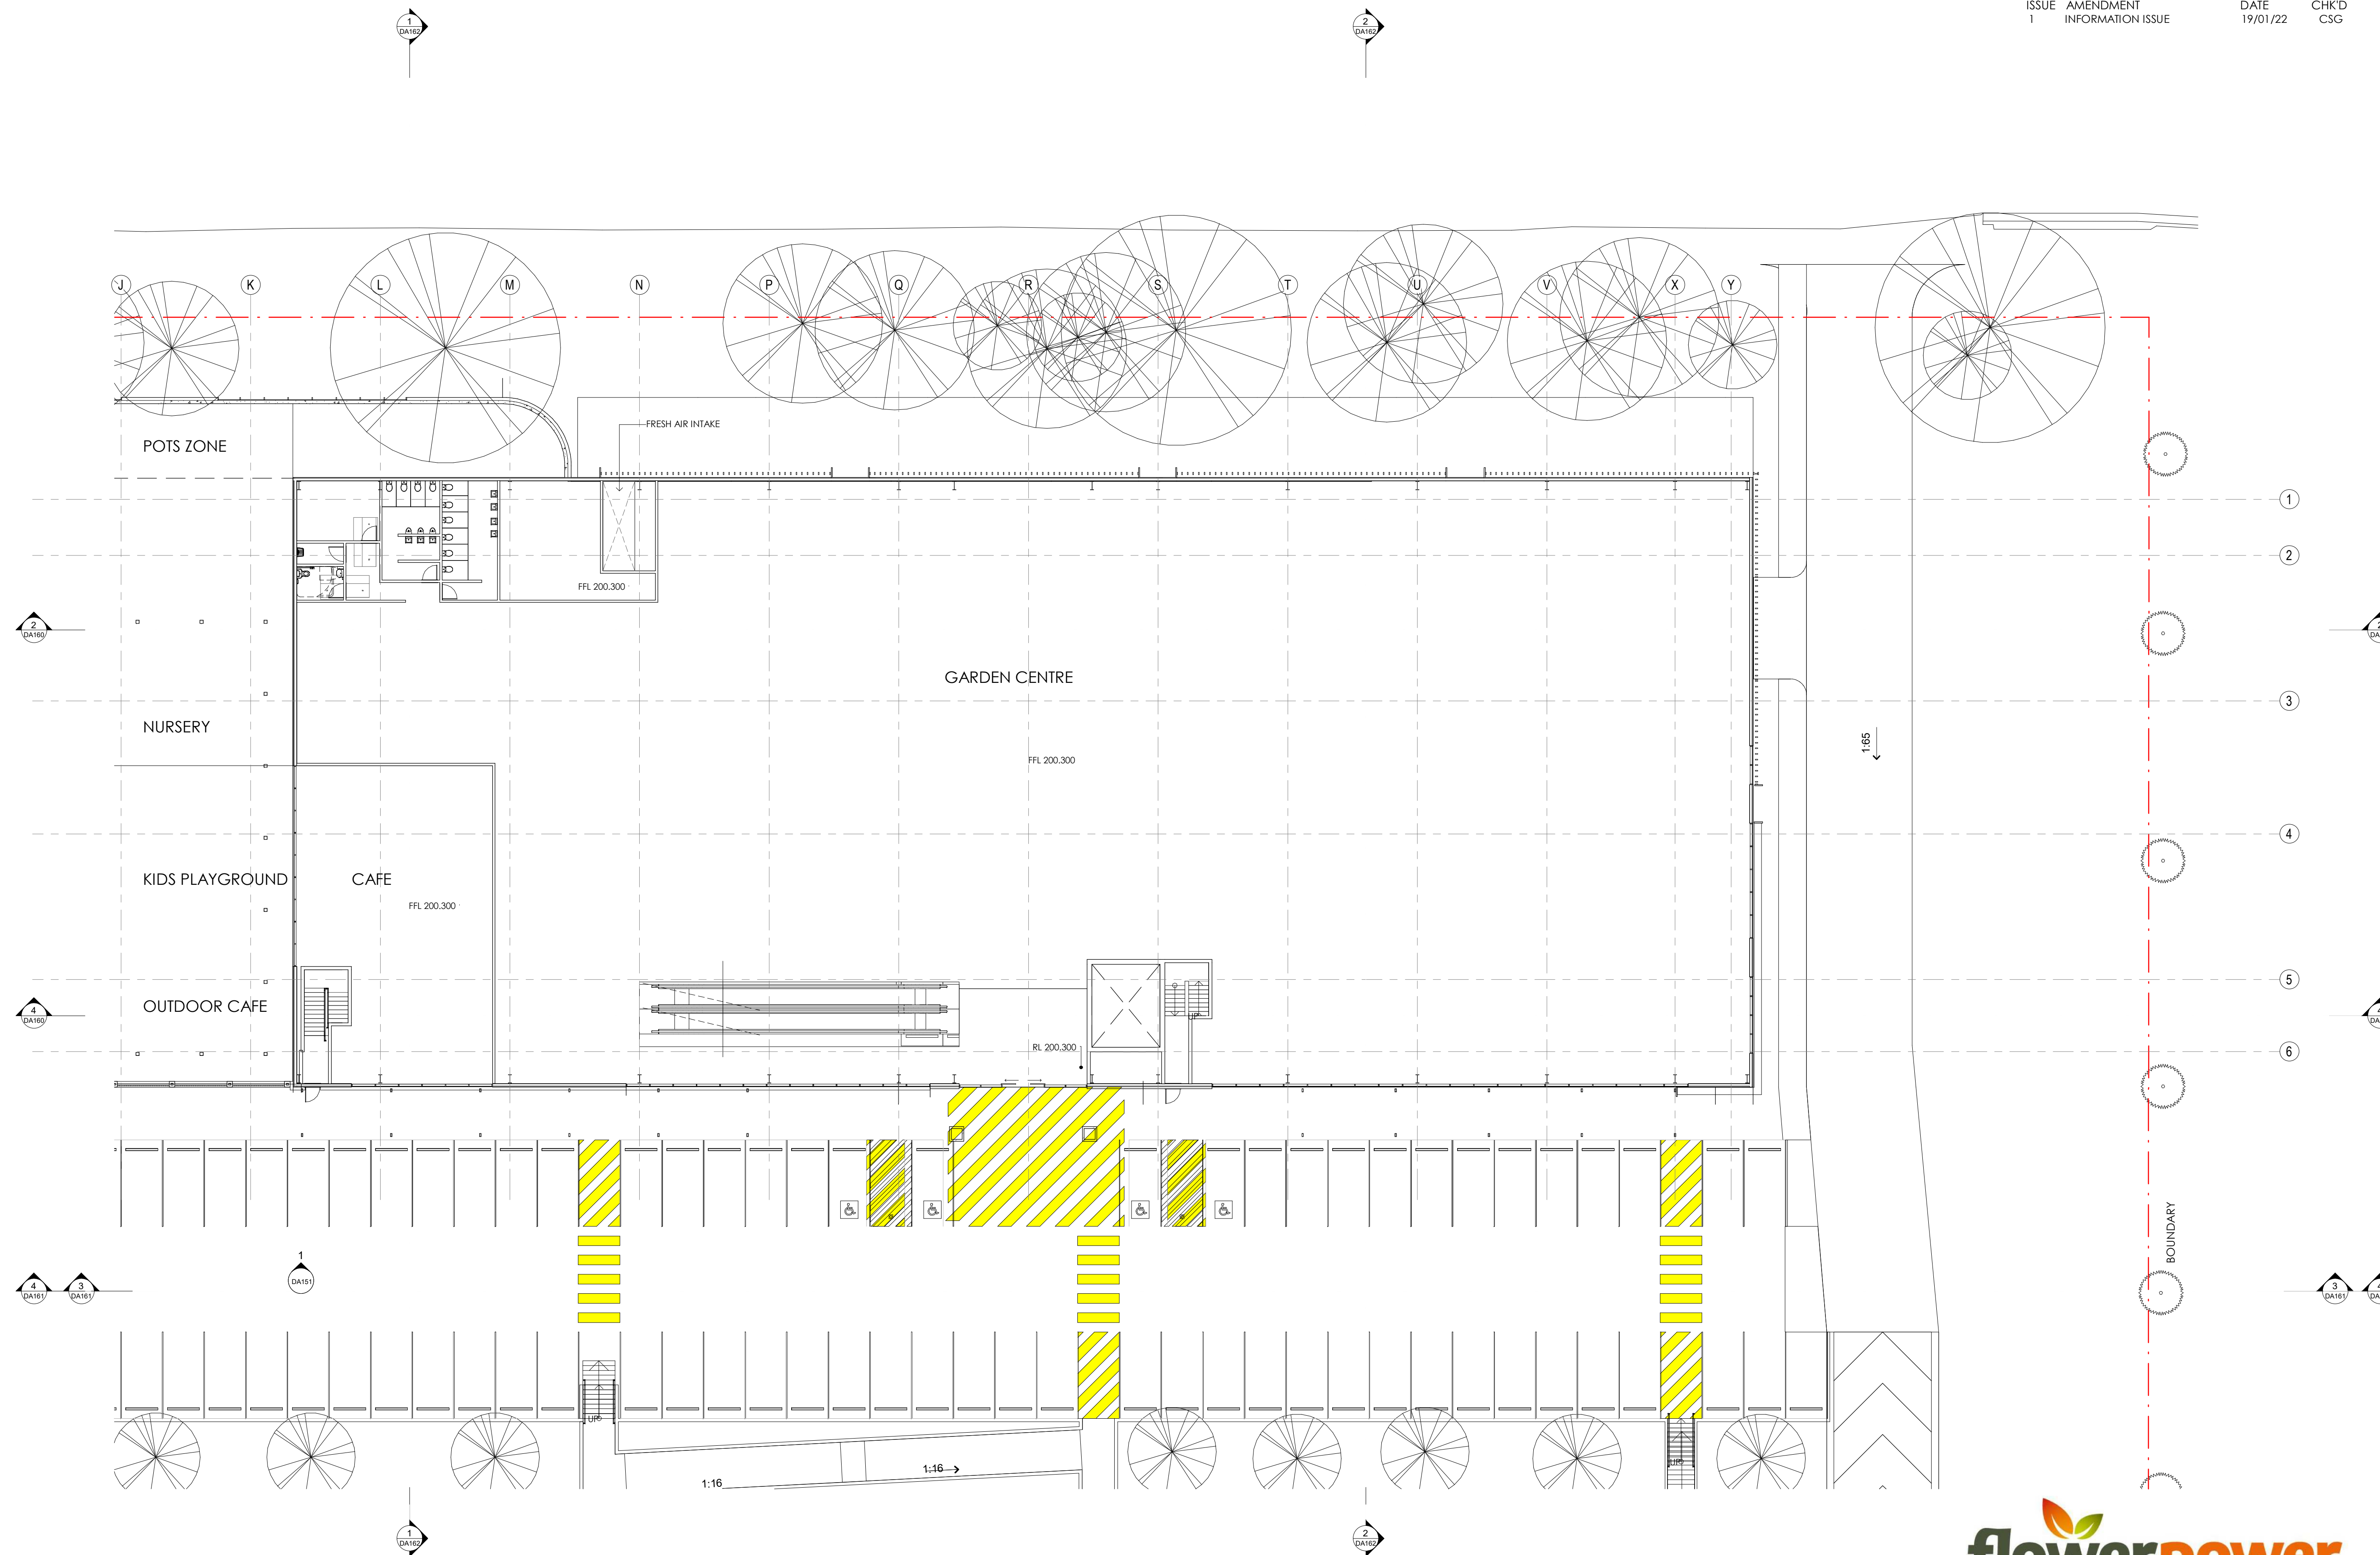 ISSUE AMENDMENT DATE CHK'D
1 INFORMATION ISSUE 19/01/22 CSG
1
DA162
2
DA162
J K L M N P Q R S T U V X Y
FRESH AIR INTAKE
POTS ZONE
1
2
FFL 200.300
2
DA160
GARDEN CENTRE
3
NURSERY
1:65
FFL 200.300
4
KIDS PLAYGROUND
CAFE
FFL 200.300
5
OUTDOOR CAFE
4
DA160
UP
RL 200.300
6
BOUNDARY
1
DA151
4
DA161
3
DA161
3
DA161
UP
UP
1:16
1:16
1
DA162
2
DA162
flowerpower